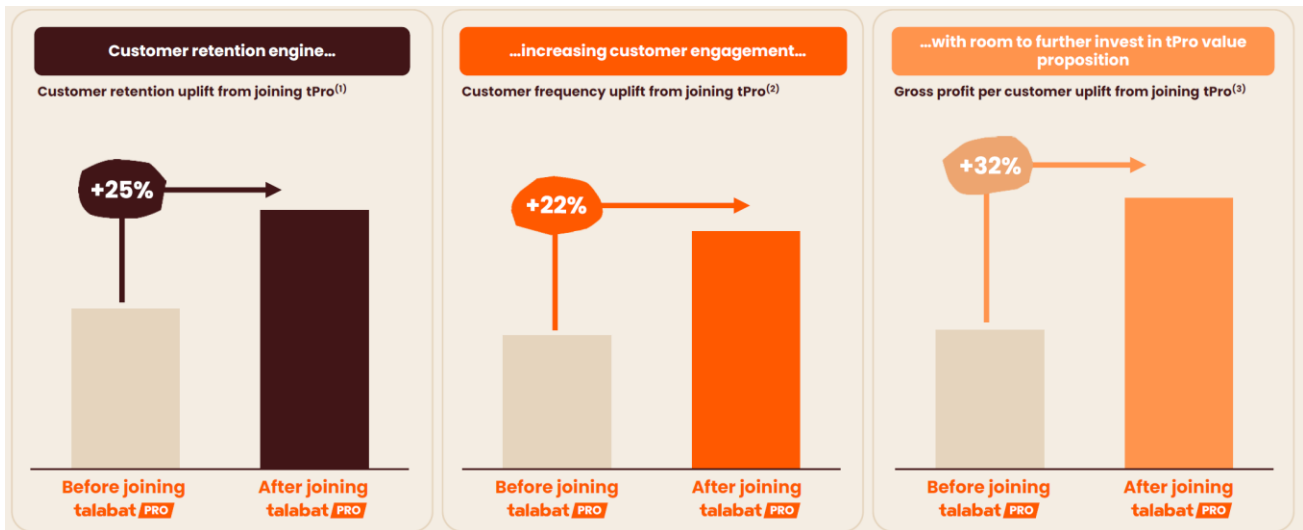 Customer retention engine...
Customer retention uplift from joining tPro(1)
+25%
Before joining
talabat PRO
After joining
talabat PRO
...increasing customer engagement...
Customer frequency uplift from joining tPro(2)
+22%
Before joining
talabat PRO
After joining
talabat PRO
...with room to further invest in tPro value
proposition
Gross profit per customer uplift from joining tPro(3)
+32%
Before joining
talabat PRO
After joining
talabat PRO